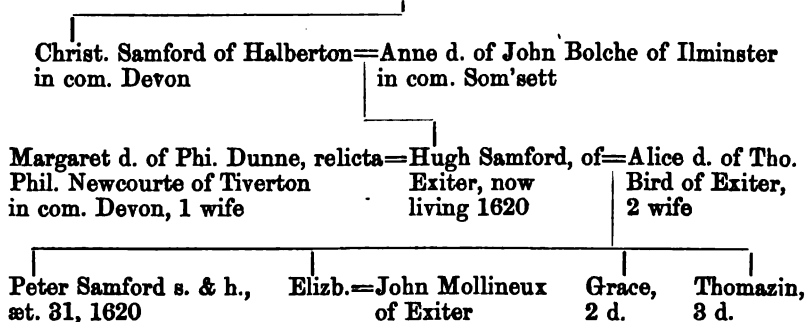 Christ. Samford of Halberton=Anne d. of John Bolche of Ilminster
in com. Devon in com. Som'sett
Margaret d. of Phi. Dunne, relicta=Hugh Samford, of=Alice d. of Tho.
Phil. Newcourte of Tiverton Exiter, now Bird of Exiter,
in com. Devon, 1 wife living 1620 2 wife
Peter Samford s. & h., Elizb.=John Mollineux Grace, Thomazin,
æt. 31, 1620 of Exiter 2 d. 3 d.